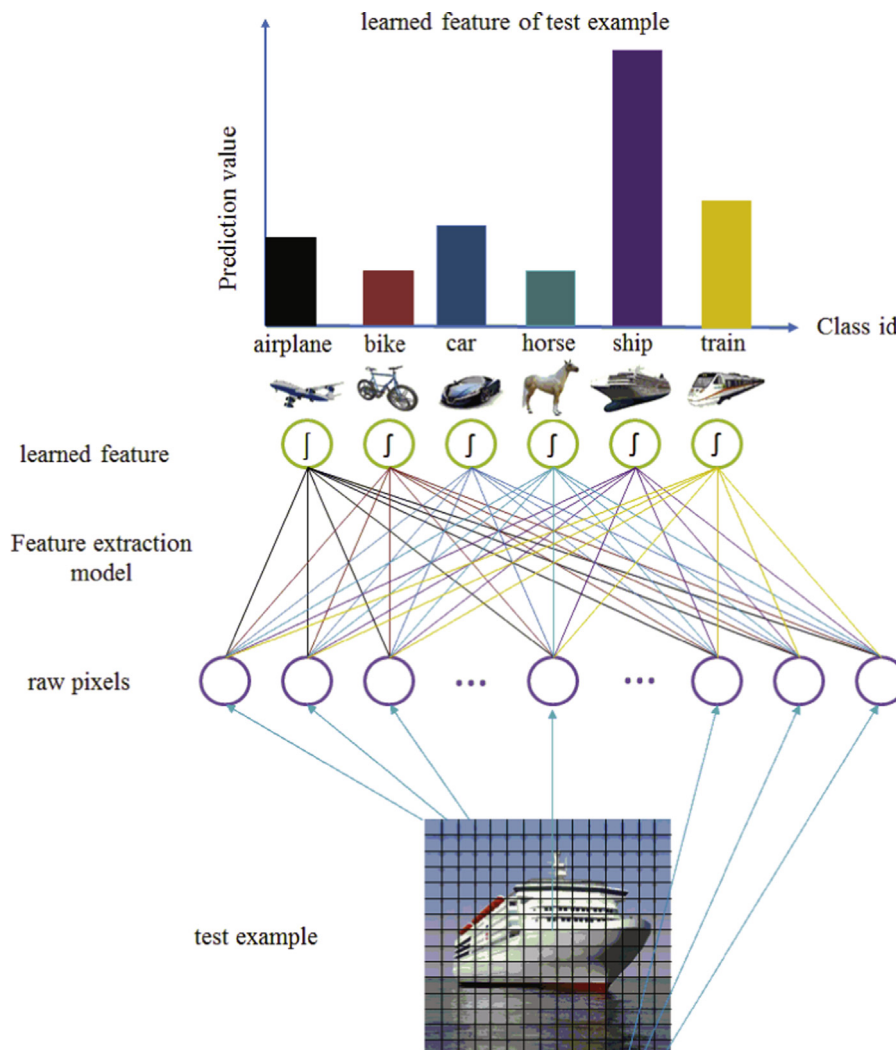 learned feature of test example
Prediction value
Class id
airplane bike car horse ship train
∫ ∫ ∫ ∫ ∫ ∫
learned feature
Feature extraction
model
raw pixels
... ...
test example